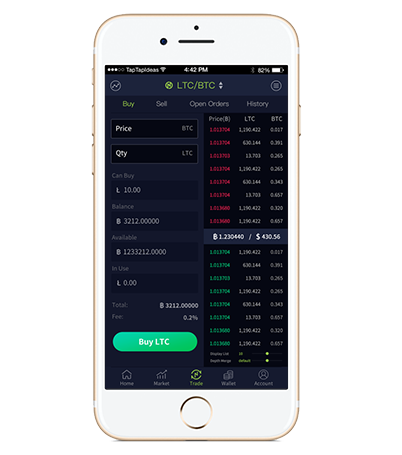 TapTapIdeas 4:42 PM 82%
LTC/BTC
Buy Sell Open Orders History
Price BTC
Qty LTC
Can Buy
Ł 10.00
Balance
฿ 3212.00000
Available
฿ 1233212.0000
In Use
Ł 0.00
Total: ฿ 3212.00000
Fee: 0.2%
Buy LTC
Price(B) LTC BTC
1.013704 1,190.422 0.017
1.013704 630.144 0.391
1.013704 13.703 0.265
1.013704 1,190.422 0.265
1.013704 630.144 0.343
1.013704 13.703 0.657
1.013680 1,190.422 0.320
1.013680 1,190.422 0.657
฿ 1.230440 / $ 430.56
1.013704 1,190.422 0.017
1.013704 630.144 0.391
1.013704 13.703 0.265
1.013704 1,190.422 0.265
1.013704 630.144 0.343
1.013704 13.703 0.657
1.013680 1,190.422 0.320
1.013680 1,190.422 0.657
Display List 10
Depth Merge default
Home Market Trade Wallet Account